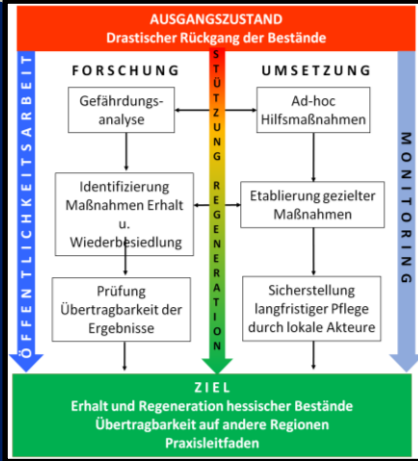 AUSGANGSZUSTAND
Drastischer Rückgang der Bestände
ÖFFENTLICHKEITSARBEIT
FORSCHUNG
STÜTZUNG REGENERATION
UMSETZUNG
MONITORING
Gefährdungs-
analyse
Ad-hoc
Hilfsmaßnahmen
Identifizierung
Maßnahmen Erhalt
u.
Wiederbesiedlung
Etablierung gezielter
Maßnahmen
Prüfung
Übertragbarkeit der
Ergebnisse
Sicherstellung
langfristiger Pflege
durch lokale Akteure
ZIEL
Erhalt und Regeneration hessischer Bestände
Übertragbarkeit auf andere Regionen
Praxisleitfaden